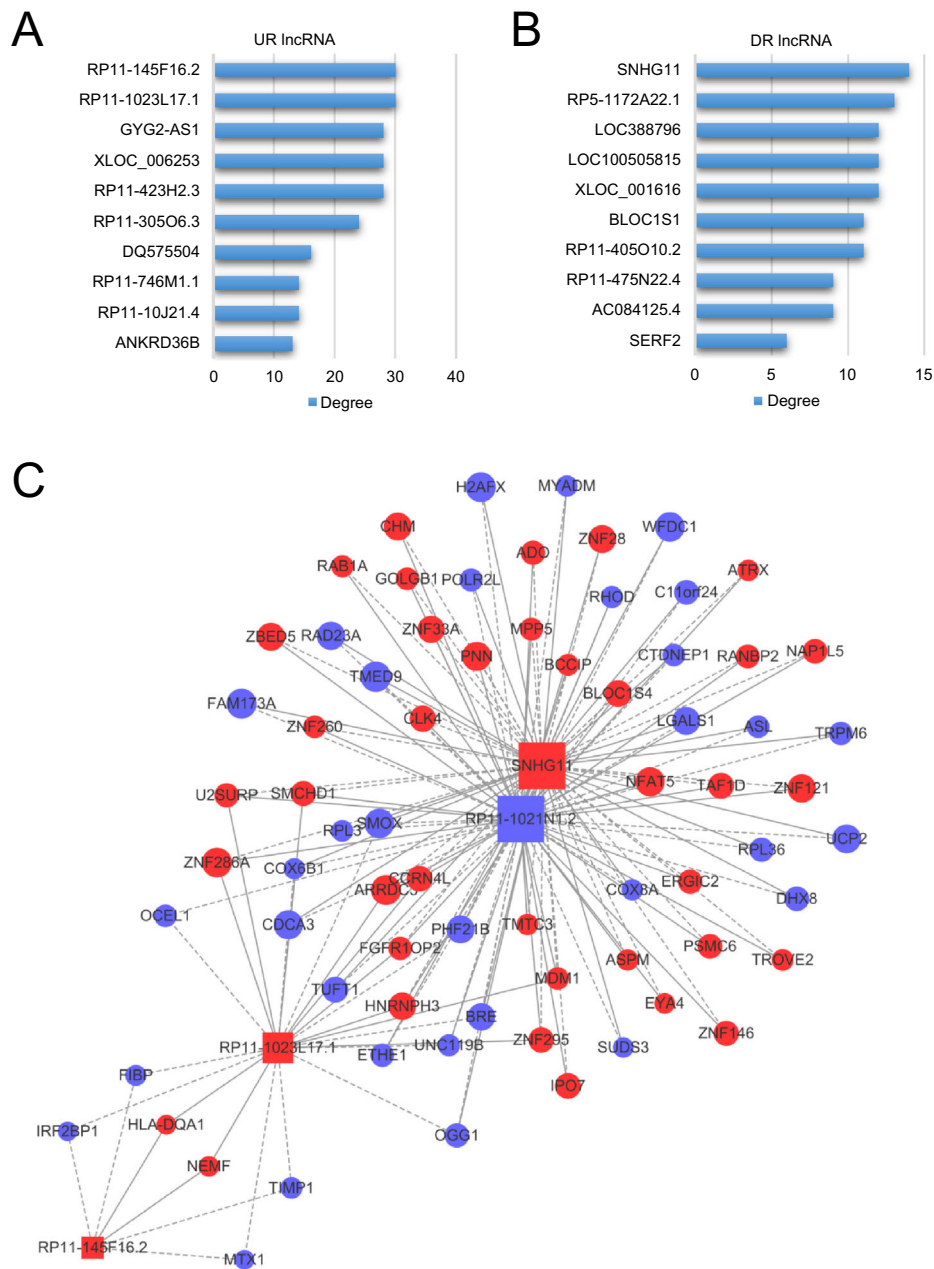 A
UR lncRNA
RP11-145F16.2
RP11-1023L17.1
GYG2-AS1
XLOC_006253
RP11-423H2.3
RP11-305O6.3
DQ575504
RP11-746M1.1
RP11-10J21.4
ANKRD36B
0 10 20 30 40
Degree
B
DR lncRNA
SNHG11
RP5-1172A22.1
LOC388796
LOC100505815
XLOC_001616
BLOC1S1
RP11-405O10.2
RP11-475N22.4
AC084125.4
SERF2
0 5 10 15
Degree
C
H2AFX
MYADM
CHM
ZNF28
WFDC1
ADO
RAB1A
GOLGB1
POLR2L
ATRX
RHOD
C11orf24
ZBED5
RAD23A
ZNF33A
MPP5
PNN
BCCIP
CTDNEP1
RANBP2
NAP1L5
TMED9
BLOC1S4
FAM173A
ZNF260
CLK4
LGALS1
ASL
TRPM6
SNHG11
NFAT5
TAF1D
ZNF121
U2SURP
SMCHD1
RP11-1021N1.2
RPL3
SMOX
UCP2
RPL36
ZNF286A
COX6B1
ARRDC3
CCRN4L
COX8A
ERGIC2
DHX8
OCEL1
CDCA3
PHF21B
TMTC3
FGFR1OP2
PSMC6
ASPM
TROVE2
TUFT1
MDM1
HNRNPH3
EYA4
BRE
ZNF146
RP11-1023L17.1
ETHE1
UNC119B
ZNF295
SUDS3
FIBP
IPO7
IRF2BP1
HLA-DQA1
OGG1
NEMF
TIMP1
RP11-145F16.2
MTX1